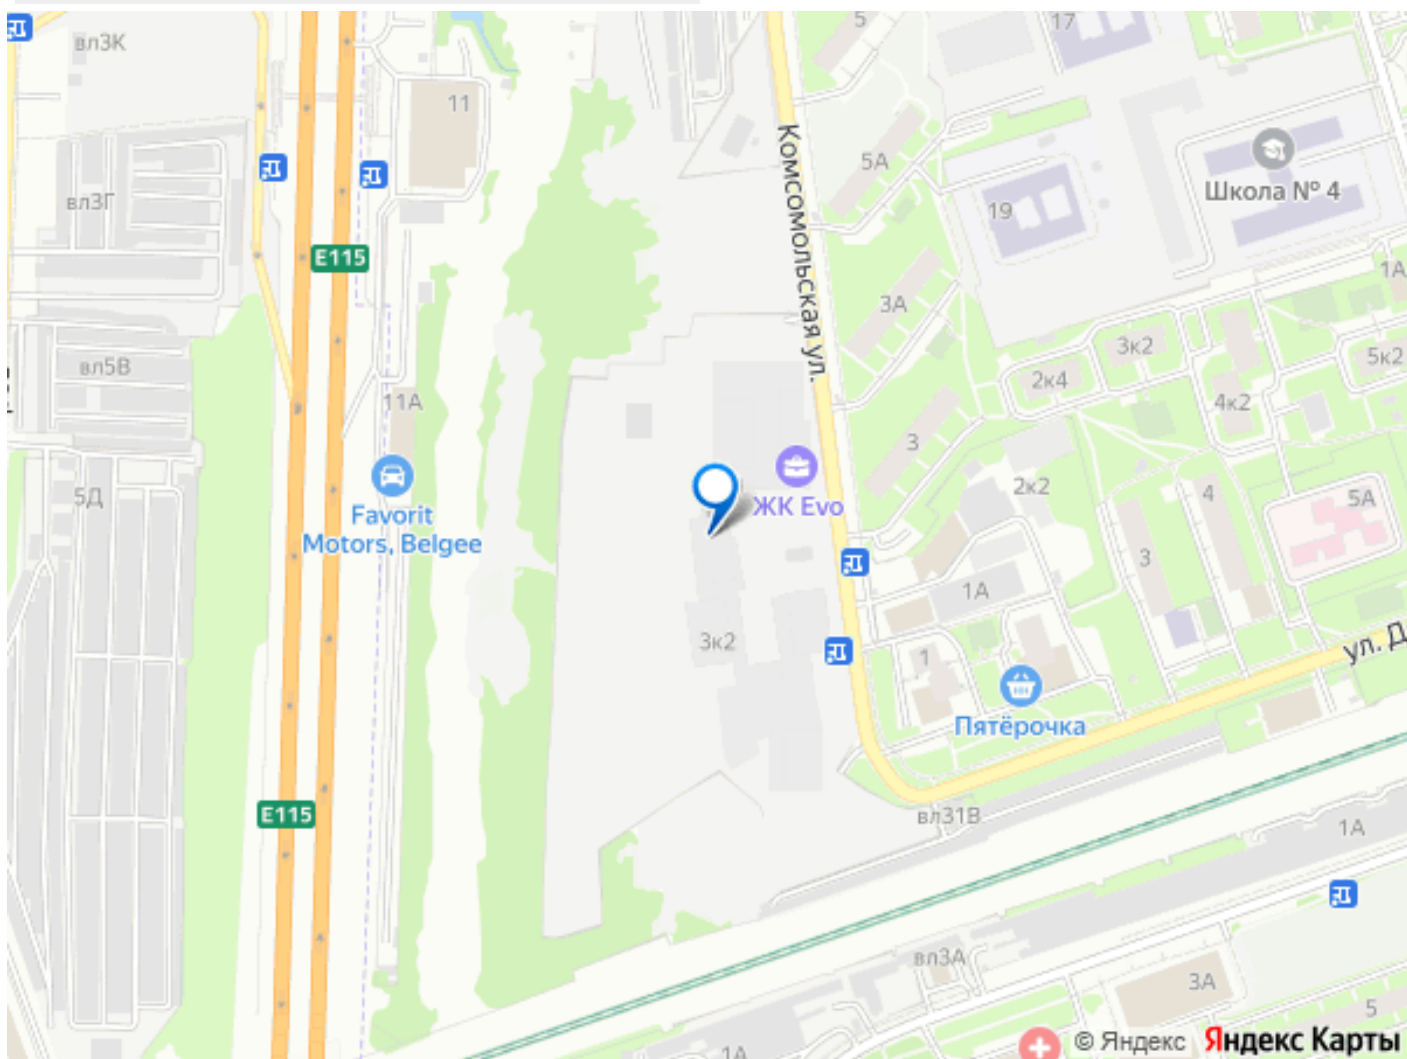 вл3К
11
5
17
Комсомольская ул.
5А
19
Школа № 4
вл3Г
E115
3А
1А
вл5В
3к2
5к2
2к4
4к2
11А
3
5Д
Favorit
Motors, Belgee
ЖК Evo
2к2
4
5А
3
1А
3к2
1
ул. Д
Пятёрочка
E115
вл31В
1А
вл3А
3А
5
1А
© Яндекс Яндекс Карты